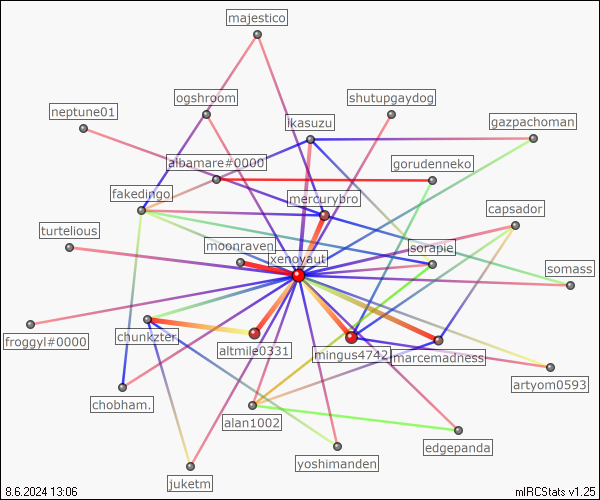 majestico
ogshroom
shutupgaydog
neptune01
ikasuzu
gazpachoman
albamare#0000
gorudenneko
fakedingo
mercurybro
capsador
turtelious
moonraven
sorapie
xenoyaut
somass
froggyl#0000
chunkzter
altmile0331
mingus4742
marcemadness
artyom0593
chobham.
alan1002
edgepanda
yoshimanden
juketm
8.6.2024 13:06
mIRCStats v1.25